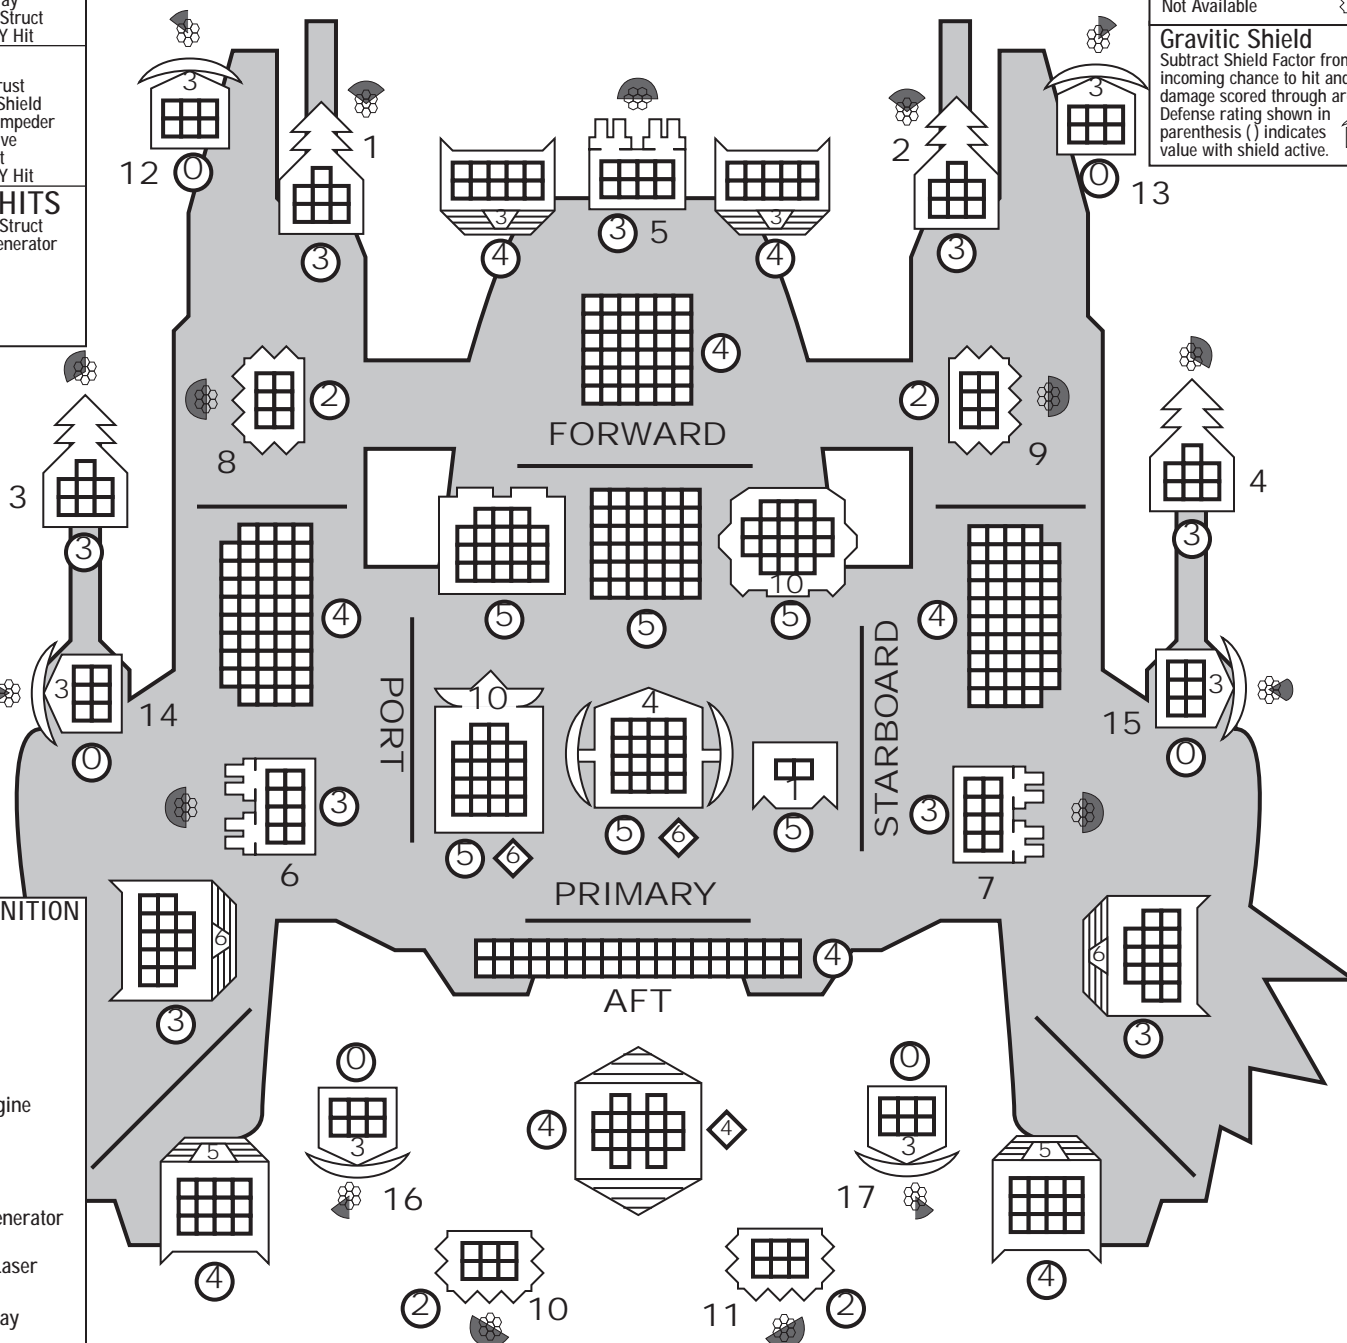 ay
Struct
Y Hit
rust
Shield
mpeder
ve
t
Y Hit
HITS
Struct
enerator
Not Available
Gravitic Shield
Subtract Shield Factor from
incoming chance to hit and
damage scored through ar
Defense rating shown in
parenthesis ( ) indicates
value with shield active.
3
12 0
1
3
3
4
3 5
3
4
2
3
3
0 13
8
2
4
2
9
FORWARD
3
3
4
5
10
5
5
4
3
4
4
PORT
STARBOARD
3
14
0
10
5 6
4
5 6
1
5
15
3
0
6
3
3
7
PRIMARY
4
AFT
6
3
6
3
NITION
gine
enerator
aser
ay
5
4
0
3
16
4
4
0
3
17
5
4
2
10
11
2